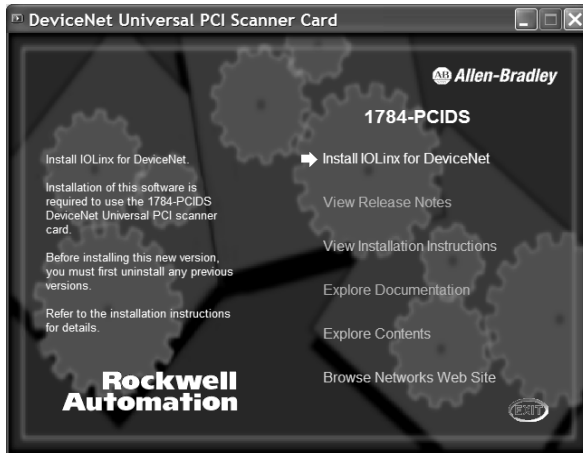 DeviceNet Universal PCI Scanner Card
AB Allen-Bradley
1784-PCIDS
Install IOLinx for DeviceNet.
Installation of this software is
required to use the 1784-PCIDS
DeviceNet Universal PCI scanner
card.
Before installing this new version,
you must first uninstall any previous
versions.
Refer to the installation instructions
for details.
Install IOLinx for DeviceNet
View Release Notes
View Installation Instructions
Explore Documentation
Explore Contents
Browse Networks Web Site
Rockwell
Automation
EXIT